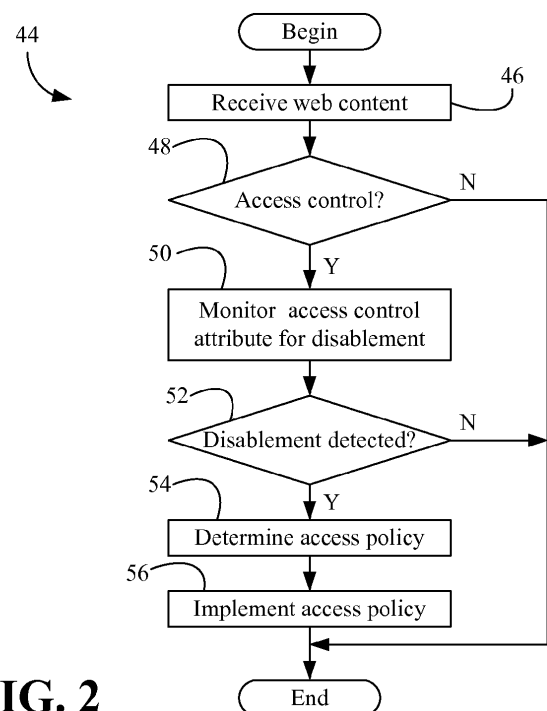 44
Begin
Receive web content
46
48
Access control?
N
Y
50
Monitor access control
attribute for disablement
52
Disablement detected?
N
Y
54
Determine access policy
56
Implement access policy
End
IG. 2